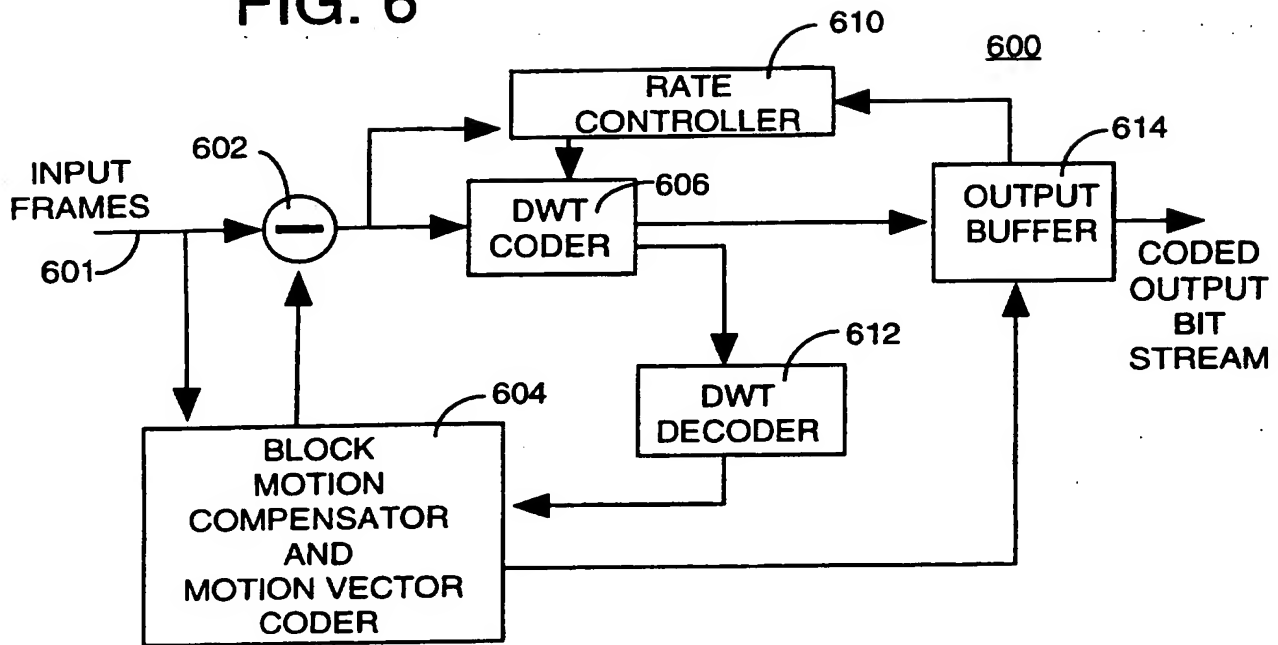 FIG. 6
610
600
RATE
CONTROLLER
602
614
INPUT
FRAMES
606
DWT
CODER
OUTPUT
BUFFER
601
CODED
OUTPUT
BIT
STREAM
612
DWT
DECODER
604
BLOCK
MOTION
COMPENSATOR
AND
MOTION VECTOR
CODER